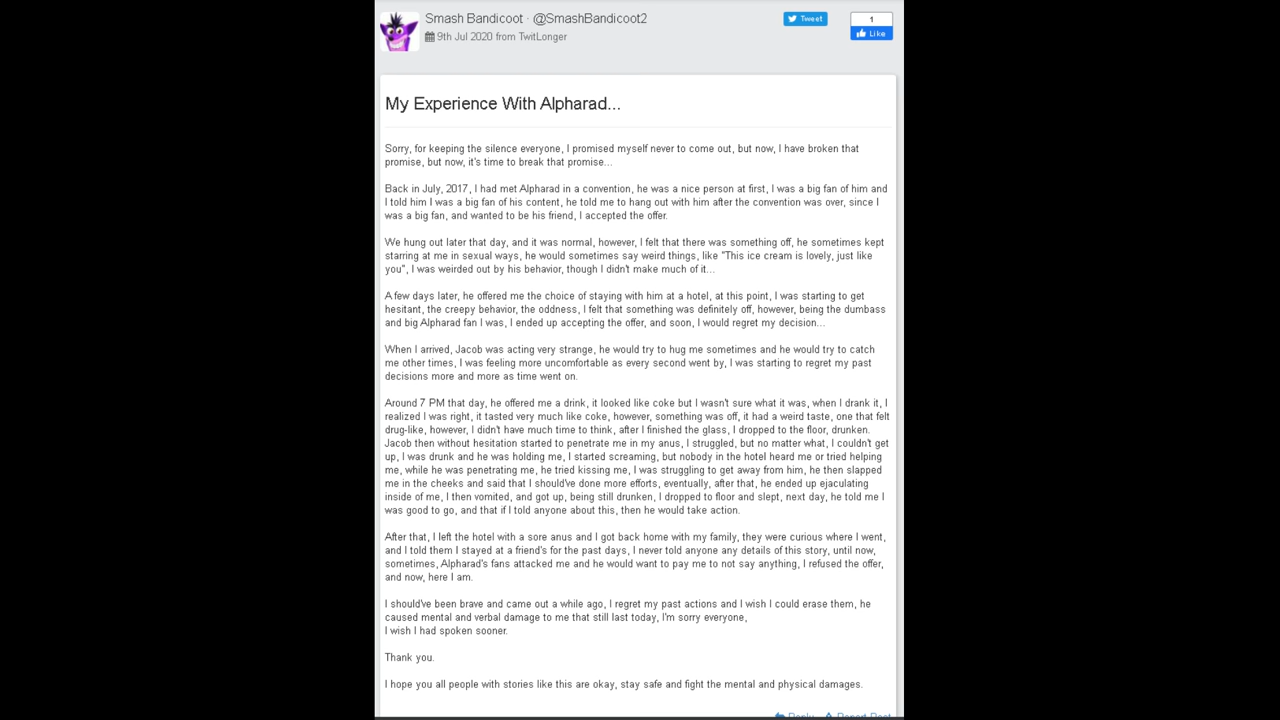 Smash Bandicoot · @SmashBandicoot2
9th Jul 2020 from TwitLonger
Tweet
1
Like
My Experience With Alpharad...
Sorry, for keeping the silence everyone, I promised myself never to come out, but now, I have broken that
promise, but now, it's time to break that promise...
Back in July, 2017, I had met Alpharad in a convention, he was a nice person at first, I was a big fan of him and
I told him I was a big fan of his content, he told me to hang out with him after the convention was over, since I
was a big fan, and wanted to be his friend, I accepted the offer.
We hung out later that day, and it was normal, however, I felt that there was something off, he sometimes kept
starring at me in sexual ways, he would sometimes say weird things, like "This ice cream is lovely, just like
you", I was weirded out by his behavior, though I didn't make much of it...
A few days later, he offered me the choice of staying with him at a hotel, at this point, I was starting to get
hesitant, the creepy behavior, the oddness, I felt that something was definitely off, however, being the dumbass
and big Alpharad fan I was, I ended up accepting the offer, and soon, I would regret my decision...
When I arrived, Jacob was acting very strange, he would try to hug me sometimes and he would try to catch
me other times, I was feeling more uncomfortable as every second went by, I was starting to regret my past
decisions more and more as time went on.
Around 7 PM that day, he offered me a drink, it looked like coke but I wasn't sure what it was, when I drank it, I
realized I was right, it tasted very much like coke, however, something was off, it had a weird taste, one that felt
drug-like, however, I didn't have much time to think, after I finished the glass, I dropped to the floor, drunken.
Jacob then without hesitation started to penetrate me in my anus, I struggled, but no matter what, I couldn't get
up, I was drunk and he was holding me, I started screaming, but nobody in the hotel heard me or tried helping
me, while he was penetrating me, he tried kissing me, I was struggling to get away from him, he then slapped
me in the cheeks and said that I should've done more efforts, eventually, after that, he ended up ejaculating
inside of me, I then vomited, and got up, being still drunken, I dropped to floor and slept, next day, he told me I
was good to go, and that if I told anyone about this, then he would take action.
After that, I left the hotel with a sore anus and I got back home with my family, they were curious where I went,
and I told them I stayed at a friend's for the past days, I never told anyone any details of this story, until now,
sometimes, Alpharad's fans attacked me and he would want to pay me to not say anything, I refused the offer,
and now, here I am.
I should've been brave and came out a while ago, I regret my past actions and I wish I could erase them, he
caused mental and verbal damage to me that still last today, I'm sorry everyone,
I wish I had spoken sooner.
Thank you.
I hope you all people with stories like this are okay, stay safe and fight the mental and physical damages.
Reply
Report Post